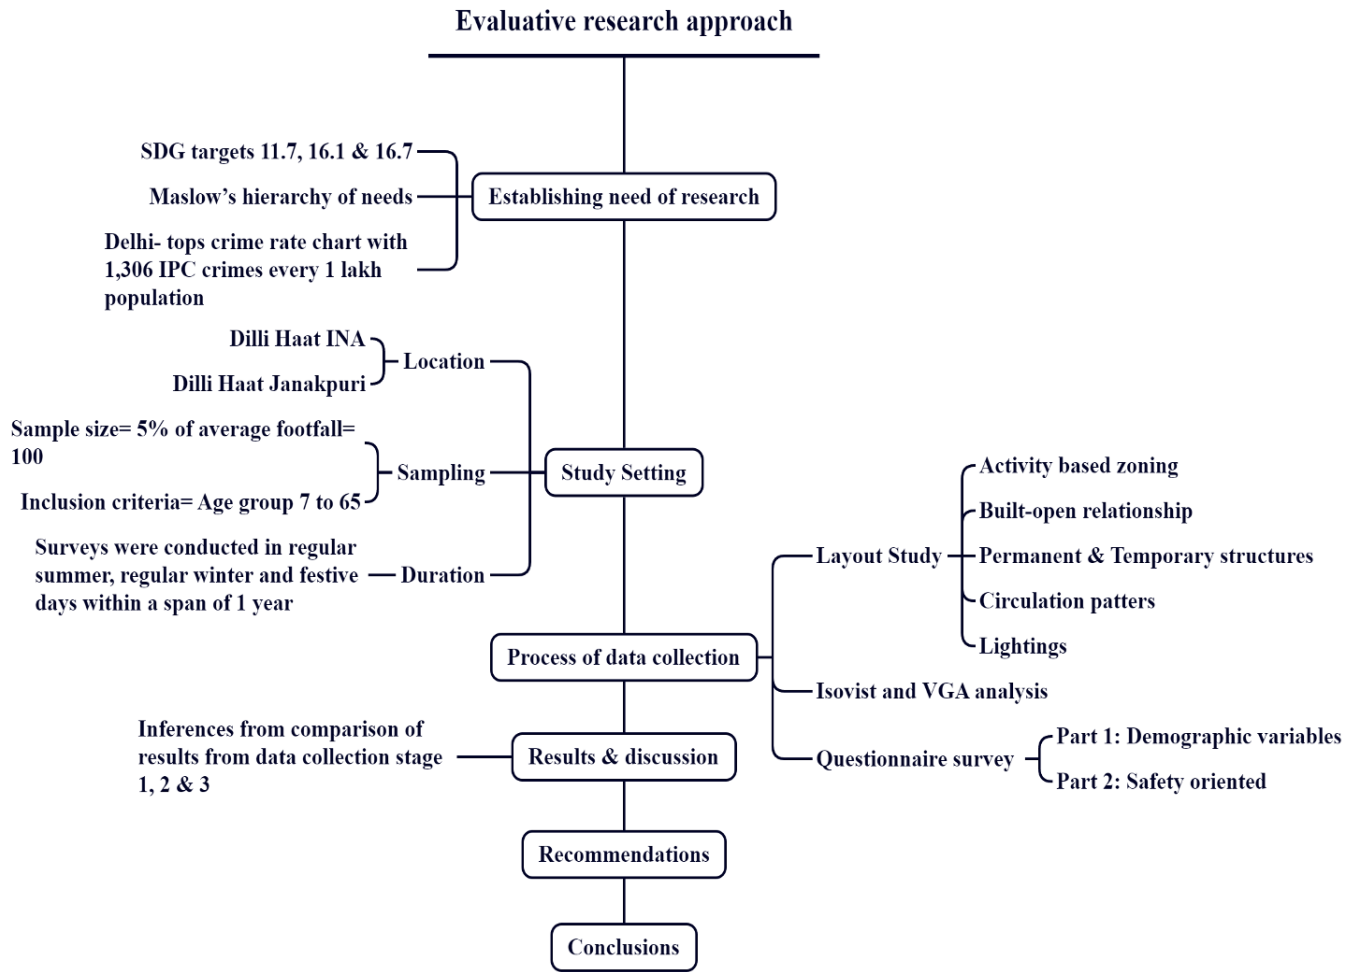 Evaluative research approach
SDG targets 11.7, 16.1 & 16.7
Maslow’s hierarchy of needs
Delhi- tops crime rate chart with
1,306 IPC crimes every 1 lakh
population
Establishing need of research
Dilli Haat INA
Dilli Haat Janakpuri
Location
Sample size= 5% of average footfall=
100
Inclusion criteria= Age group 7 to 65
Sampling
Surveys were conducted in regular
summer, regular winter and festive
days within a span of 1 year
Duration
Study Setting
Process of data collection
Layout Study
Activity based zoning
Built-open relationship
Permanent & Temporary structures
Circulation patters
Lightings
Isovist and VGA analysis
Questionnaire survey
Part 1: Demographic variables
Part 2: Safety oriented
Inferences from comparison of
results from data collection stage
1, 2 & 3
Results & discussion
Recommendations
Conclusions